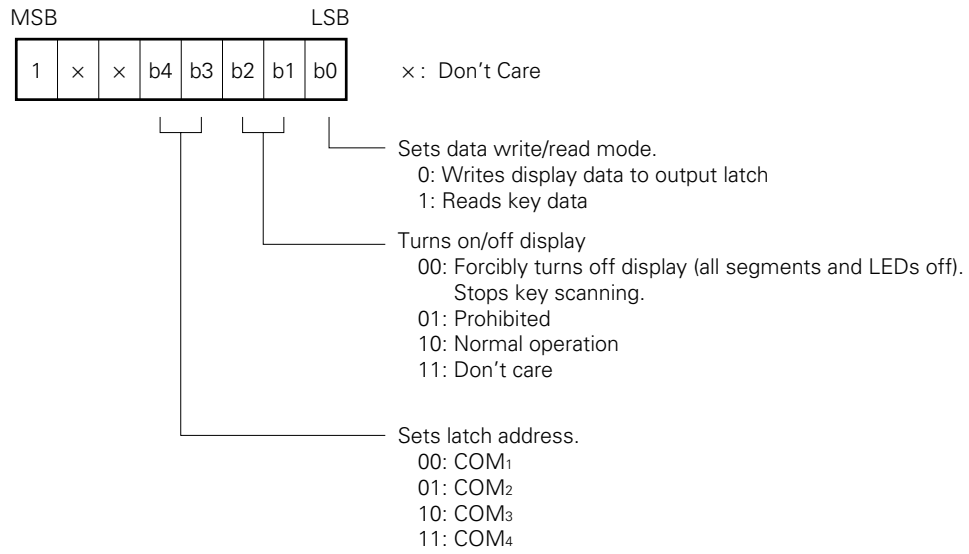 MSB LSB
1 × × b4 b3 b2 b1 b0
× : Don't Care
Sets data write/read mode.
0: Writes display data to output latch
1: Reads key data
Turns on/off display
00: Forcibly turns off display (all segments and LEDs off).
Stops key scanning.
01: Prohibited
10: Normal operation
11: Don't care
Sets latch address.
00: COM1
01: COM2
10: COM3
11: COM4